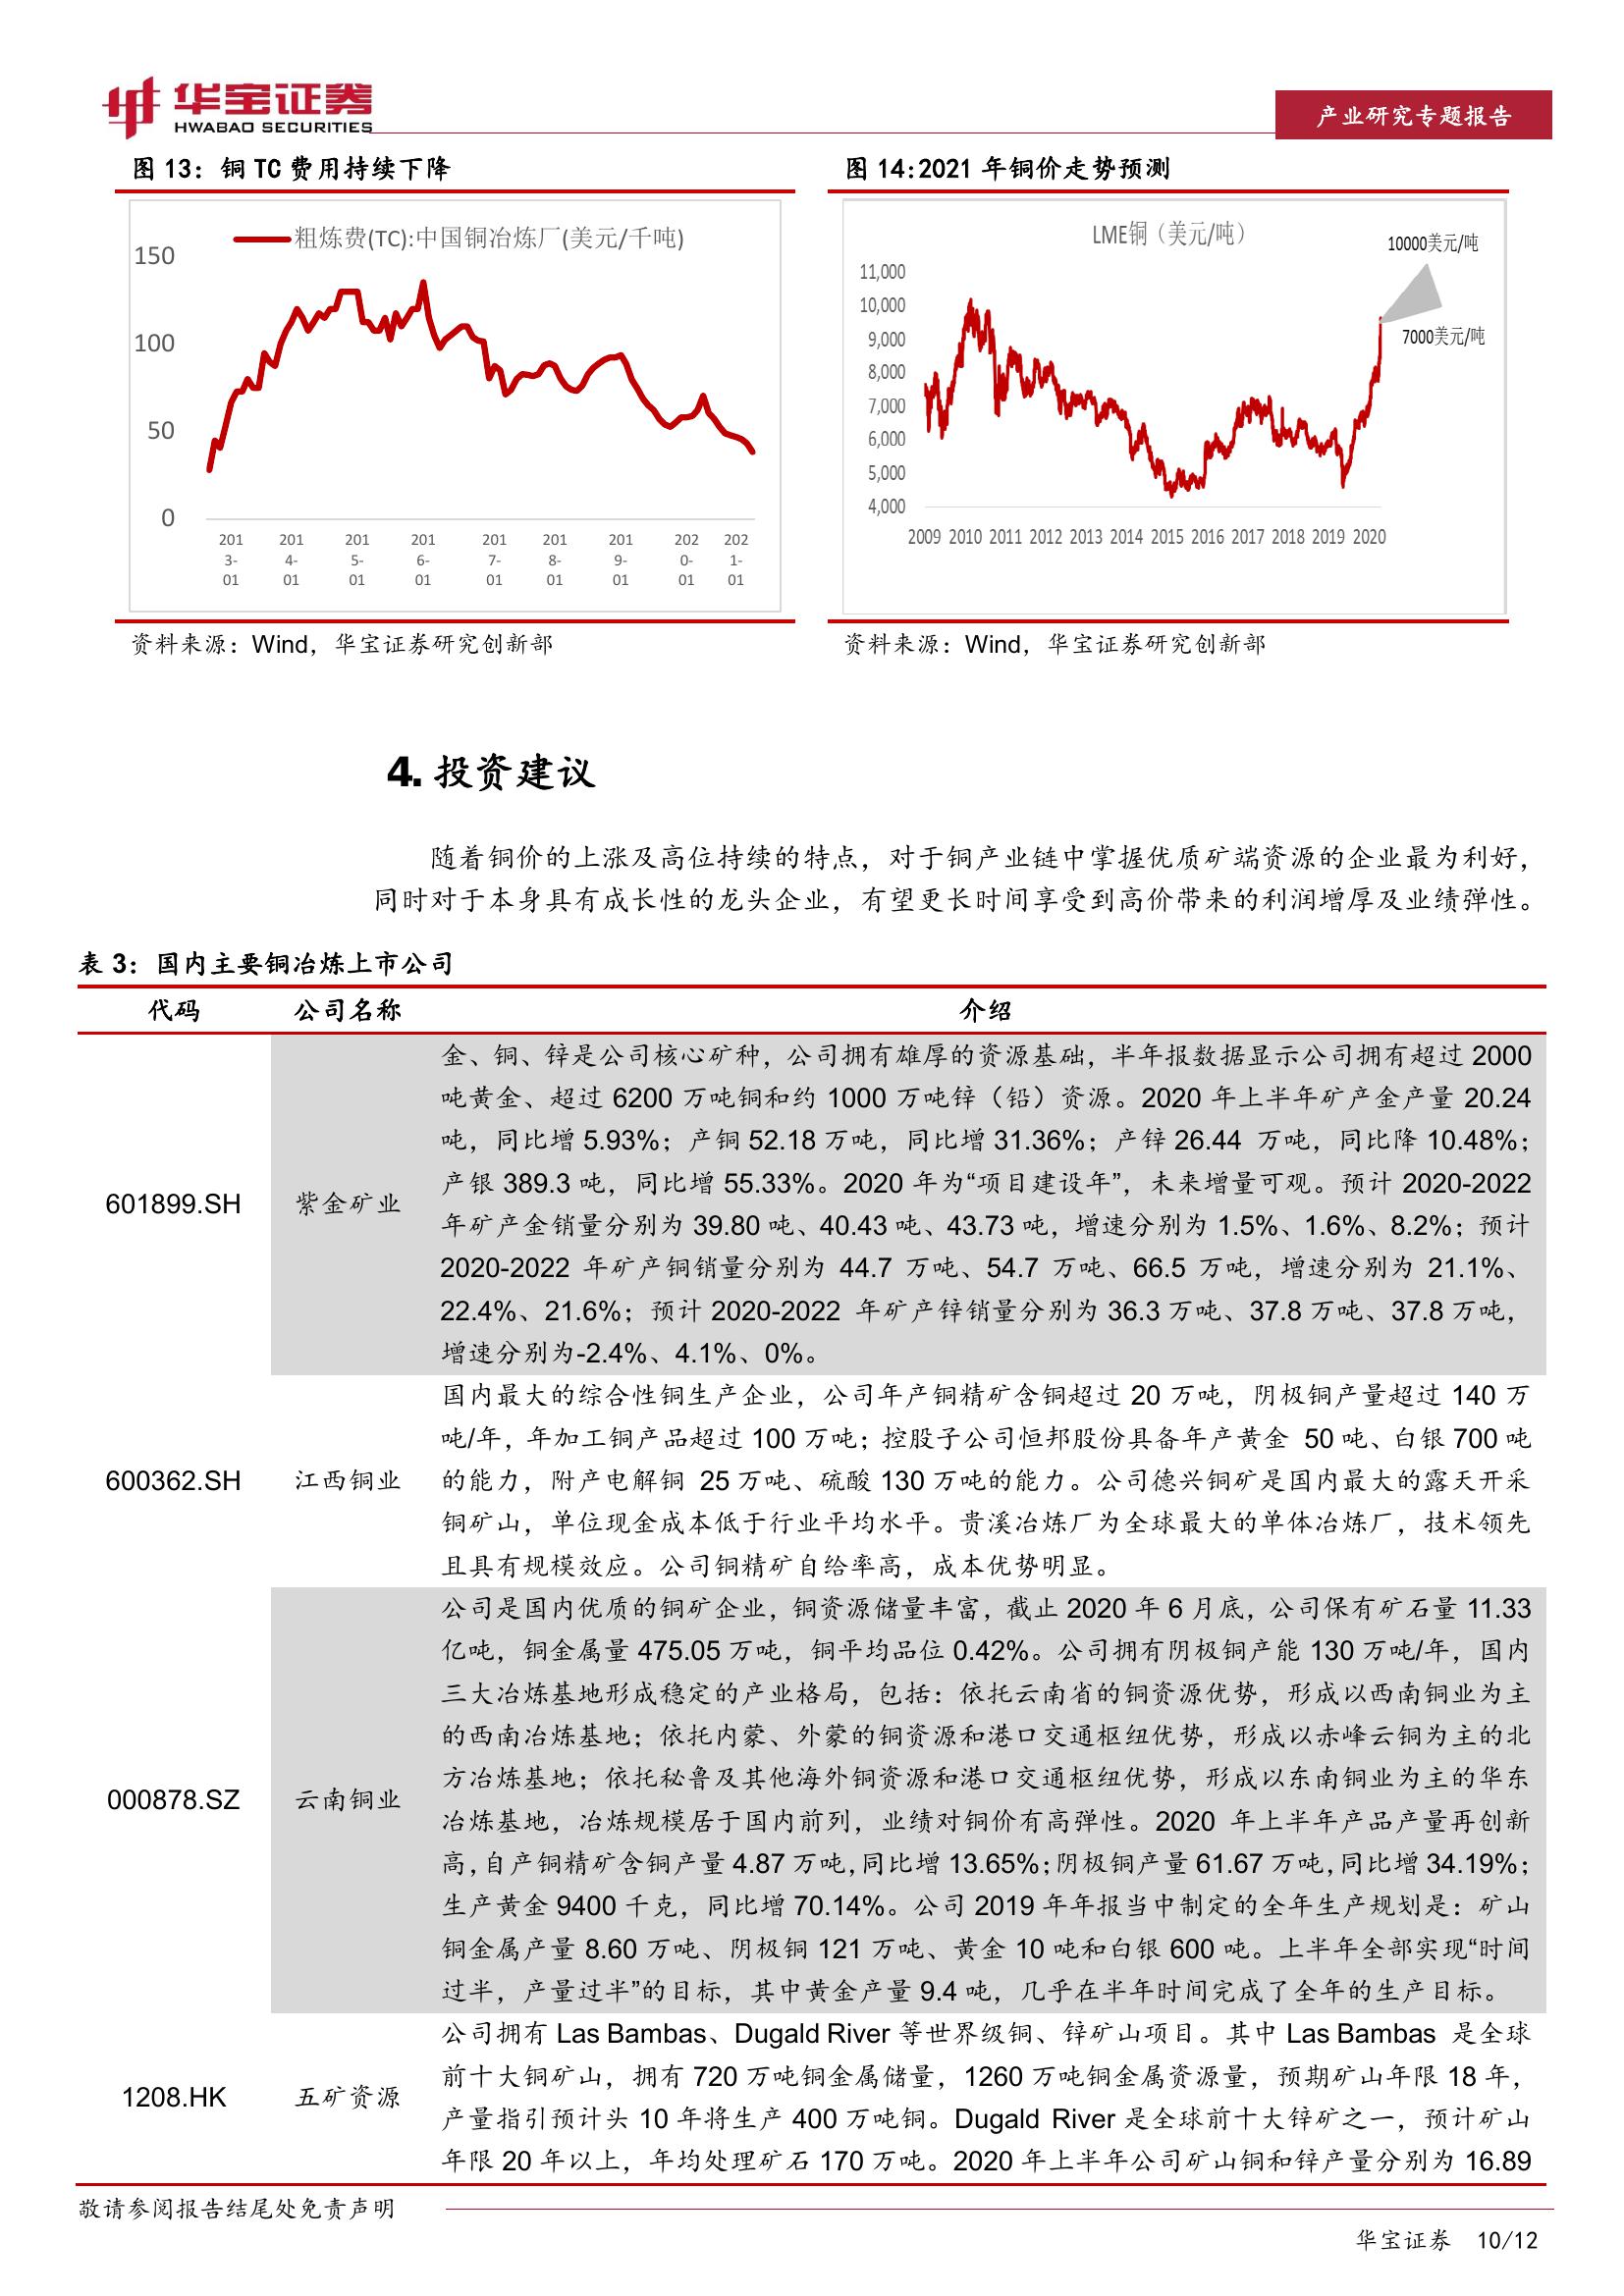 华宝证券
HWABAO SECURITIES
产业研究专题报告
图 13：铜 TC 费用持续下降
粗炼费(TC):中国铜冶炼厂(美元/千吨)
150
100
50
0
2013-01 2014-01 2015-01 2016-01 2017-01 2018-01 2019-01 2020-01 2021-01
资料来源：Wind，华宝证券研究创新部
图 14:2021 年铜价走势预测
LME铜（美元/吨）
10000美元/吨
7000美元/吨
11,000
10,000
9,000
8,000
7,000
6,000
5,000
4,000
2009 2010 2011 2012 2013 2014 2015 2016 2017 2018 2019 2020
资料来源：Wind，华宝证券研究创新部
4. 投资建议
随着铜价的上涨及高位持续的特点，对于铜产业链中掌握优质矿端资源的企业最为利好，
同时对于本身具有成长性的龙头企业，有望更长时间享受到高价带来的利润增厚及业绩弹性。
表 3：国内主要铜冶炼上市公司
代码 公司名称 介绍
601899.SH 紫金矿业
金、铜、锌是公司核心矿种，公司拥有雄厚的资源基础，半年报数据显示公司拥有超过 2000
吨黄金、超过 6200 万吨铜和约 1000 万吨锌（铅）资源。2020 年上半年矿产金产量 20.24
吨，同比增 5.93%；产铜 52.18 万吨，同比增 31.36%；产锌 26.44 万吨，同比降 10.48%；
产银 389.3 吨，同比增 55.33%。2020 年为“项目建设年”，未来增量可观。预计 2020-2022
年矿产金销量分别为 39.80 吨、40.43 吨、43.73 吨，增速分别为 1.5%、1.6%、8.2%；预计
2020-2022 年矿产铜销量分别为 44.7 万吨、54.7 万吨、66.5 万吨，增速分别为 21.1%、
22.4%、21.6%；预计 2020-2022 年矿产锌销量分别为 36.3 万吨、37.8 万吨、37.8 万吨，
增速分别为-2.4%、4.1%、0%。
600362.SH 江西铜业
国内最大的综合性铜生产企业，公司年产铜精矿含铜超过 20 万吨，阴极铜产量超过 140 万
吨/年，年加工铜产品超过 100 万吨；控股子公司恒邦股份具备年产黄金 50 吨、白银 700 吨
的能力，附产电解铜 25 万吨、硫酸 130 万吨的能力。公司德兴铜矿是国内最大的露天开采
铜矿山，单位现金成本低于行业平均水平。贵溪冶炼厂为全球最大的单体冶炼厂，技术领先
且具有规模效应。公司铜精矿自给率高，成本优势明显。
000878.SZ 云南铜业
公司是国内优质的铜矿企业，铜资源储量丰富，截止 2020 年 6 月底，公司保有矿石量 11.33
亿吨，铜金属量 475.05 万吨，铜平均品位 0.42%。公司拥有阴极铜产能 130 万吨/年，国内
三大冶炼基地形成稳定的产业格局，包括：依托云南省的铜资源优势，形成以西南铜业为主
的西南冶炼基地；依托内蒙、外蒙的铜资源和港口交通枢纽优势，形成以赤峰云铜为主的北
方冶炼基地；依托秘鲁及其他海外铜资源和港口交通枢纽优势，形成以东南铜业为主的华东
冶炼基地，冶炼规模居于国内前列，业绩对铜价有高弹性。2020 年上半年产品产量再创新
高，自产铜精矿含铜产量 4.87 万吨，同比增 13.65%；阴极铜产量 61.67 万吨，同比增 34.19%；
生产黄金 9400 千克，同比增 70.14%。公司 2019 年年报当中制定的全年生产规划是：矿山
铜金属产量 8.60 万吨、阴极铜 121 万吨、黄金 10 吨和白银 600 吨。上半年全部实现“时间
过半，产量过半”的目标，其中黄金产量 9.4 吨，几乎在半年时间完成了全年的生产目标。
1208.HK 五矿资源
公司拥有 Las Bambas、Dugald River 等世界级铜、锌矿山项目。其中 Las Bambas 是全球
前十大铜矿山，拥有 720 万吨铜金属储量，1260 万吨铜金属资源量，预期矿山年限 18 年，
产量指引预计头 10 年将生产 400 万吨铜。Dugald River 是全球前十大锌矿之一，预计矿山
年限 20 年以上，年均处理矿石 170 万吨。2020 年上半年公司矿山铜和锌产量分别为 16.89
敬请参阅报告结尾处免责声明
华宝证券 10/12